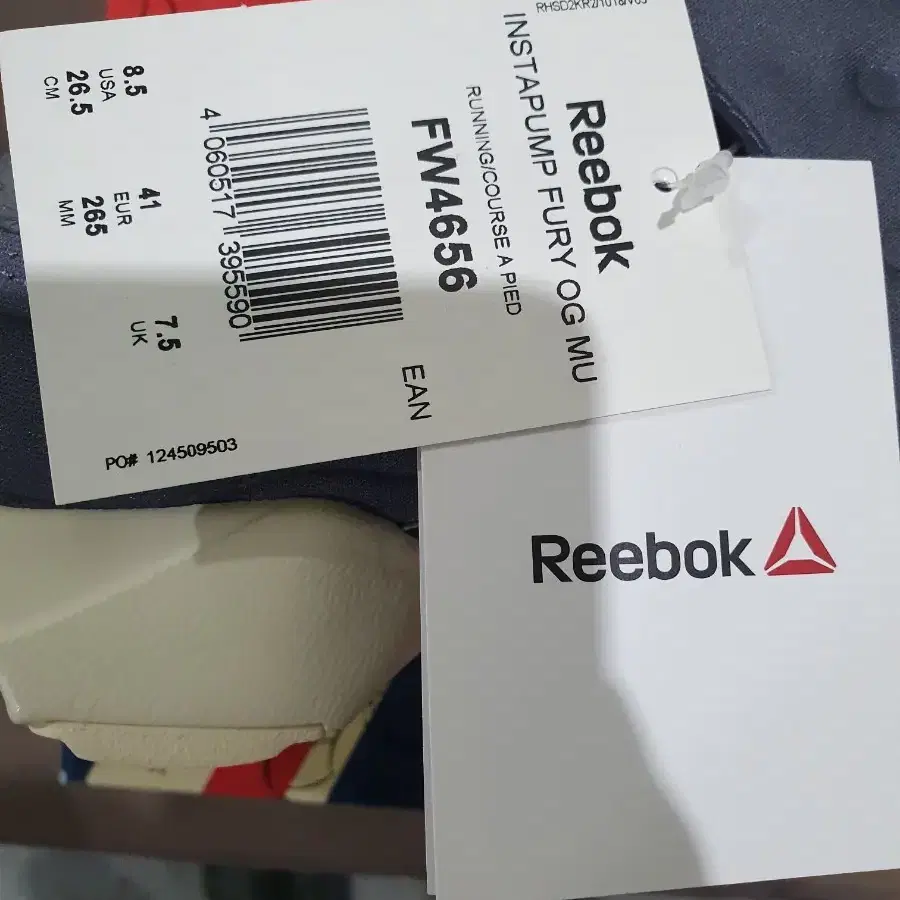 RHSD2KR2/1018/V03
Reebok
INSTAPUMP FURY OG MU
RUNNING/COURSE A PIED
FW4656
EAN
4 060517 395590
8.5
USA
41
EUR
7.5
UK
26.5
CM
265
MM
PO# 124509503
Reebok